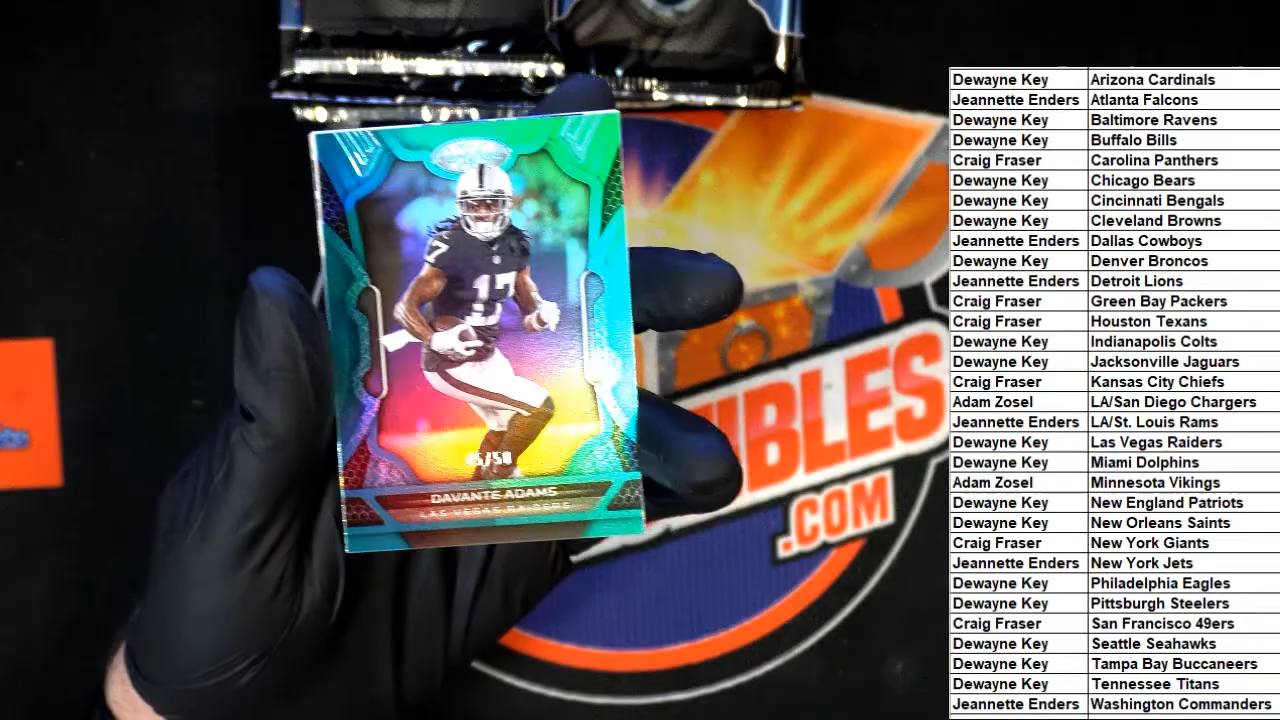 17
17
/50
DAVANTE ADAMS
LAS VEGAS RAIDERS
IBLES
.COM
Dewayne Key Arizona Cardinals
Jeannette Enders Atlanta Falcons
Dewayne Key Baltimore Ravens
Dewayne Key Buffalo Bills
Craig Fraser Carolina Panthers
Dewayne Key Chicago Bears
Dewayne Key Cincinnati Bengals
Dewayne Key Cleveland Browns
Jeannette Enders Dallas Cowboys
Dewayne Key Denver Broncos
Jeannette Enders Detroit Lions
Craig Fraser Green Bay Packers
Craig Fraser Houston Texans
Dewayne Key Indianapolis Colts
Dewayne Key Jacksonville Jaguars
Craig Fraser Kansas City Chiefs
Adam Zosel LA/San Diego Chargers
Jeannette Enders LA/St. Louis Rams
Dewayne Key Las Vegas Raiders
Dewayne Key Miami Dolphins
Adam Zosel Minnesota Vikings
Dewayne Key New England Patriots
Dewayne Key New Orleans Saints
Craig Fraser New York Giants
Jeannette Enders New York Jets
Dewayne Key Philadelphia Eagles
Dewayne Key Pittsburgh Steelers
Craig Fraser San Francisco 49ers
Dewayne Key Seattle Seahawks
Dewayne Key Tampa Bay Buccaneers
Dewayne Key Tennessee Titans
Jeannette Enders Washington Commanders